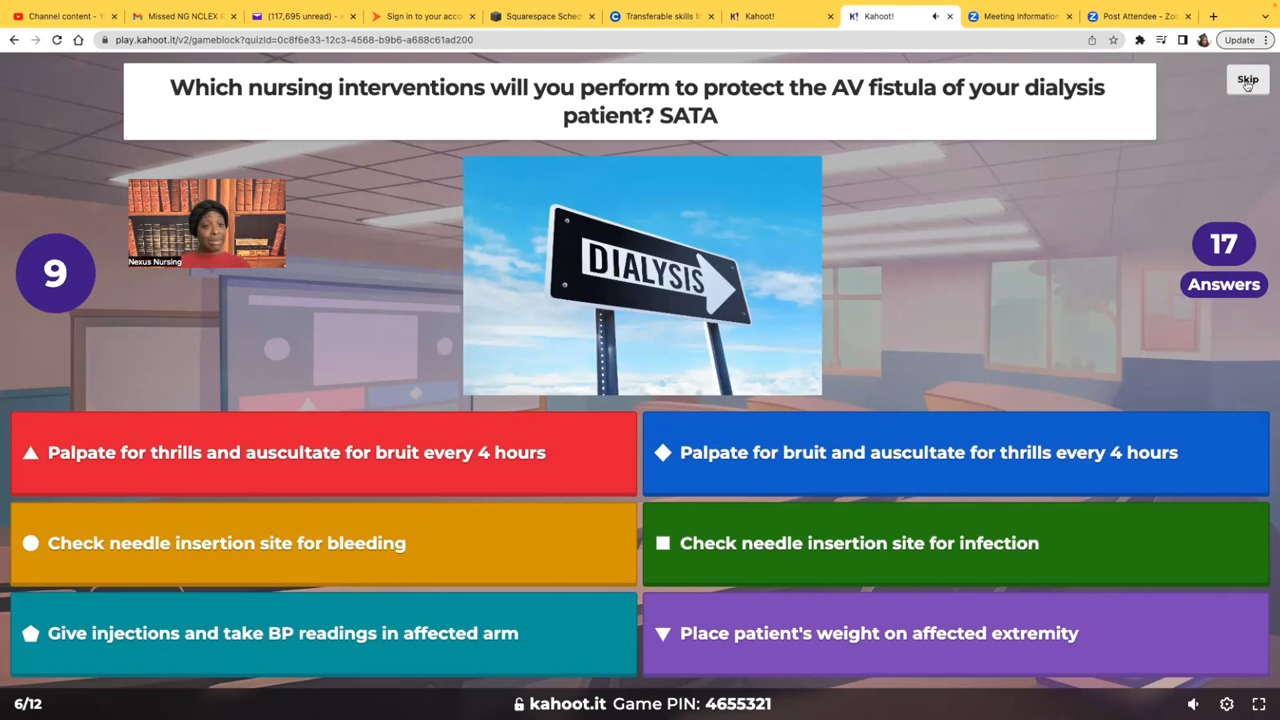 Channel content - Y
Missed NG NCLEX R
(117,695 unread) - e
Sign in to your acco
Squarespace Sched
Transferable skills f
Kahoot!
Kahoot!
Meeting Information
Post Attendee - Zoo
play.kahoot.it/v2/gameblock?quizId=0c8f6e33-12c3-4568-b9b6-a688c61ad200
Update
Which nursing interventions will you perform to protect the AV fistula of your dialysis
patient? SATA
Skip
Nexus Nursing
9
DIALYSIS
17
Answers
Palpate for thrills and auscultate for bruit every 4 hours
Palpate for bruit and auscultate for thrills every 4 hours
Check needle insertion site for bleeding
Check needle insertion site for infection
Give injections and take BP readings in affected arm
Place patient's weight on affected extremity
6/12
kahoot.it Game PIN: 4655321